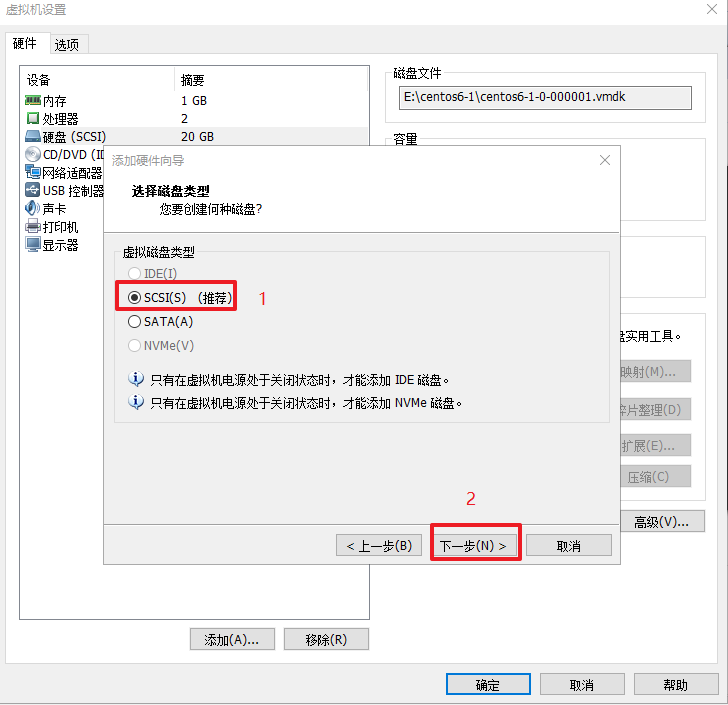 虚拟机设置
硬件 选项
设备 摘要
内存 1 GB
处理器 2
硬盘 (SCSI) 20 GB
CD/DVD (ID
网络适配器
USB 控制器
声卡
打印机
显示器
磁盘文件
E:\centos6-1\centos6-1-0-000001.vmdk
容量
添加硬件向导
选择磁盘类型
您要创建何种磁盘?
虚拟磁盘类型
IDE(I)
SCSI(S) (推荐)
1
SATA(A)
NVMe(V)
只有在虚拟机电源处于关闭状态时，才能添加 IDE 磁盘。
只有在虚拟机电源处于关闭状态时，才能添加 NVMe 磁盘。
2
< 上一步(B) 下一步(N) > 取消
盘实用工具。
映射(M)...
碎片整理(D)
扩展(E)...
压缩(C)
高级(V)...
添加(A)... 移除(R)
确定 取消 帮助